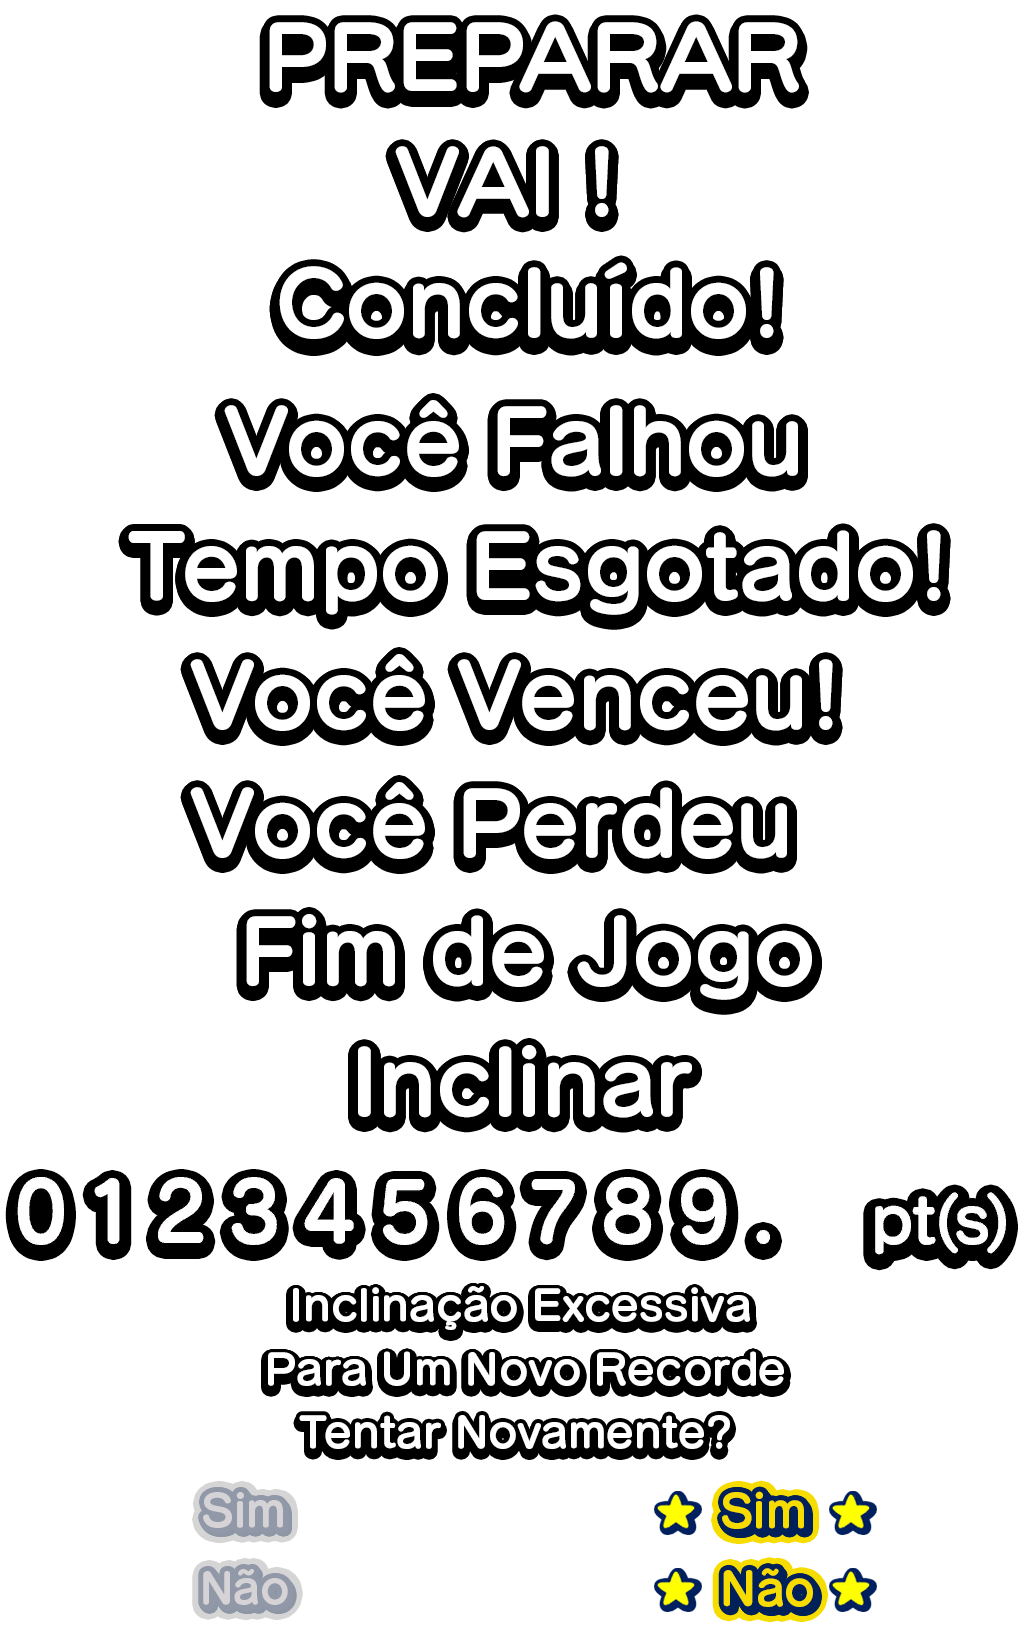 PREPARAR
VAI !
Concluído!
Você Falhou
Tempo Esgotado!
Você Venceu!
Você Perdeu
Fim de Jogo
Inclinar
0123456789. pt(s)
Inclinação Excessiva
Para Um Novo Recorde
Tentar Novamente?
Sim Sim
Não Não